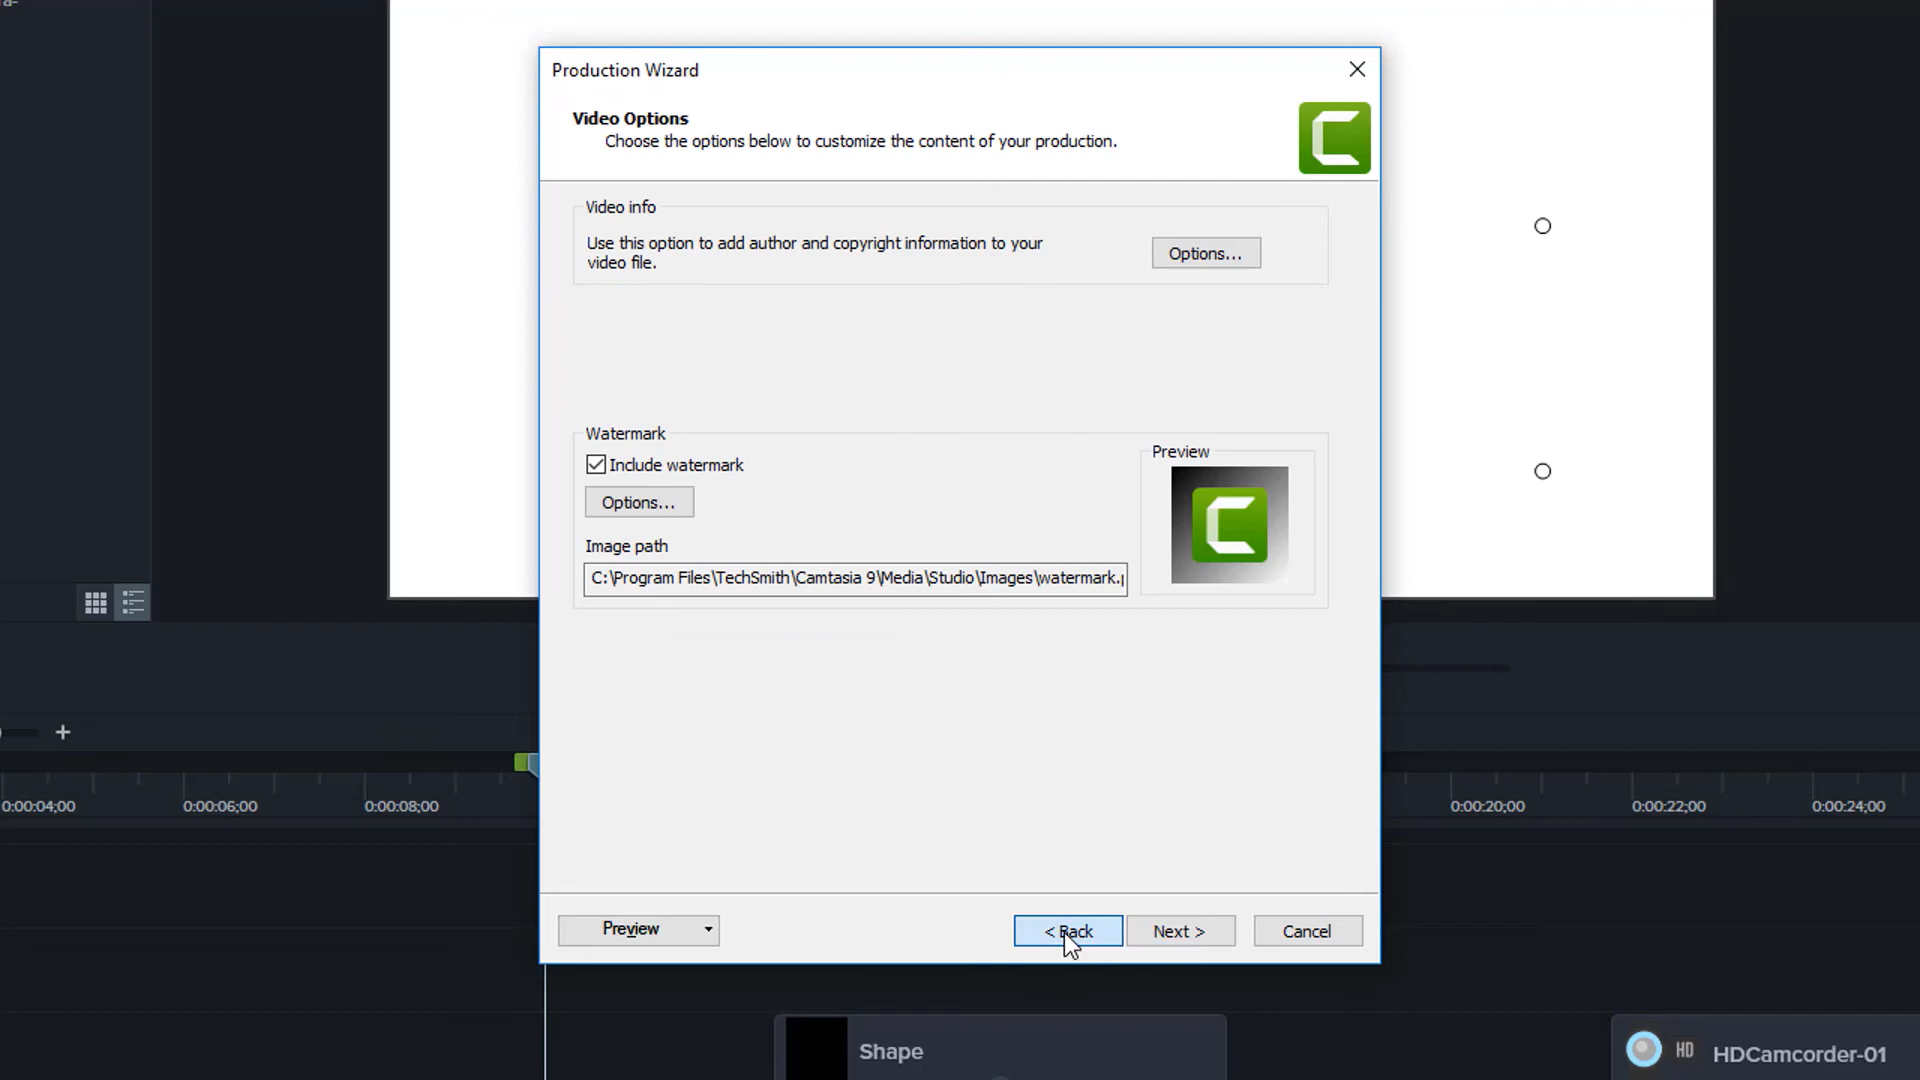 Production Wizard
Video Options
Choose the options below to customize the content of your production.
Video info
Use this option to add author and copyright information to your
video file.
Options...
Watermark
Include watermark
Options...
Preview
Image path
C:\Program Files\TechSmith\Camtasia 9\Media\Studio\Images\watermark.p
Preview
< Back
Next >
Cancel
0:00:04;00
0:00:06;00
0:00:08;00
0:00:20;00
0:00:22;00
0:00:24;00
Shape
HD
HDCamcorder-01